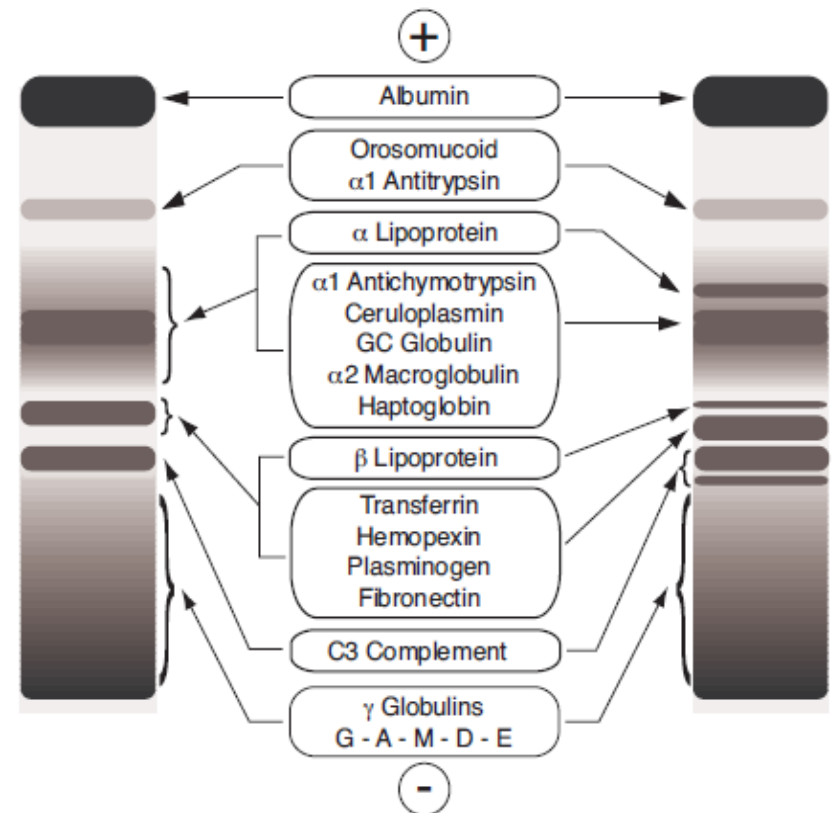 +
Albumin
Orosomucoid
α1 Antitrypsin
α Lipoprotein
α1 Antichymotrypsin
Ceruloplasmin
GC Globulin
α2 Macroglobulin
Haptoglobin
β Lipoprotein
Transferrin
Hemopexin
Plasminogen
Fibronectin
C3 Complement
γ Globulins
G - A - M - D - E
-